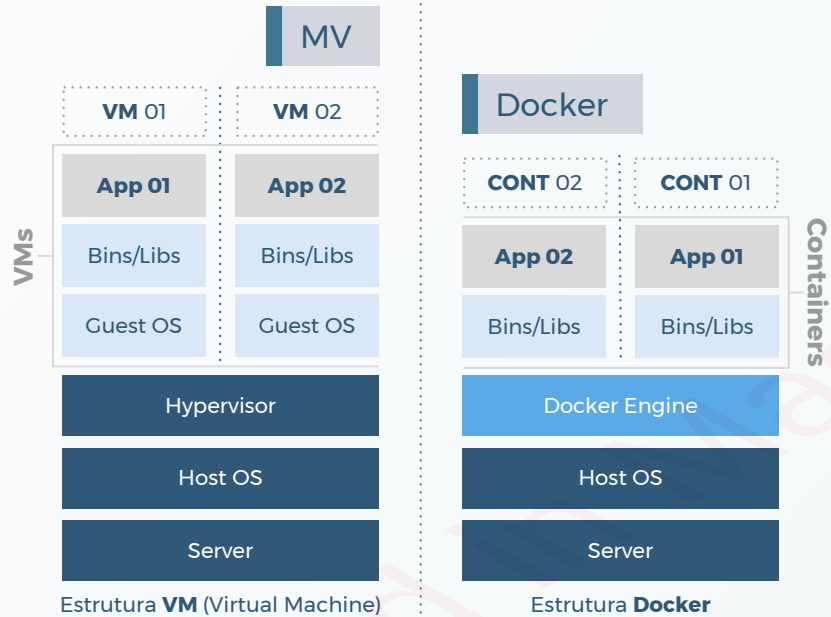 MV
VM 01
VM 02
App 01
App 02
Bins/Libs
Bins/Libs
Guest OS
Guest OS
VMs
Hypervisor
Host OS
Server
Estrutura VM (Virtual Machine)
Docker
CONT 02
CONT 01
App 02
App 01
Bins/Libs
Bins/Libs
Containers
Docker Engine
Host OS
Server
Estrutura Docker